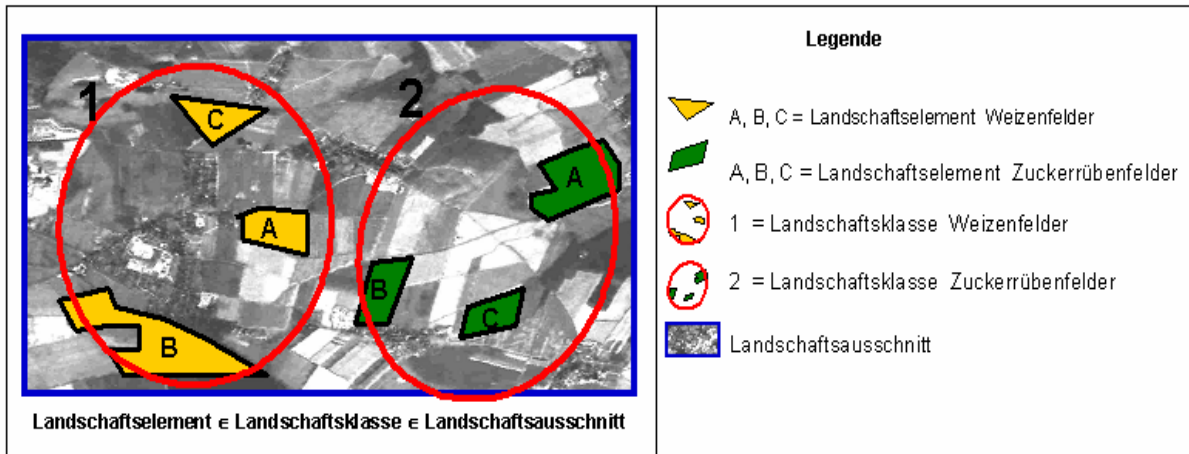 1
2
C
A
A
B
C
B
Landschaftselement ϵ Landschaftsklasse ϵ Landschaftsausschnitt
Legende
A, B, C = Landschaftselement Weizenfelder
A, B, C = Landschaftselement Zuckerrübenfelder
1 = Landschaftsklasse Weizenfelder
2 = Landschaftsklasse Zuckerrübenfelder
Landschaftsausschnitt